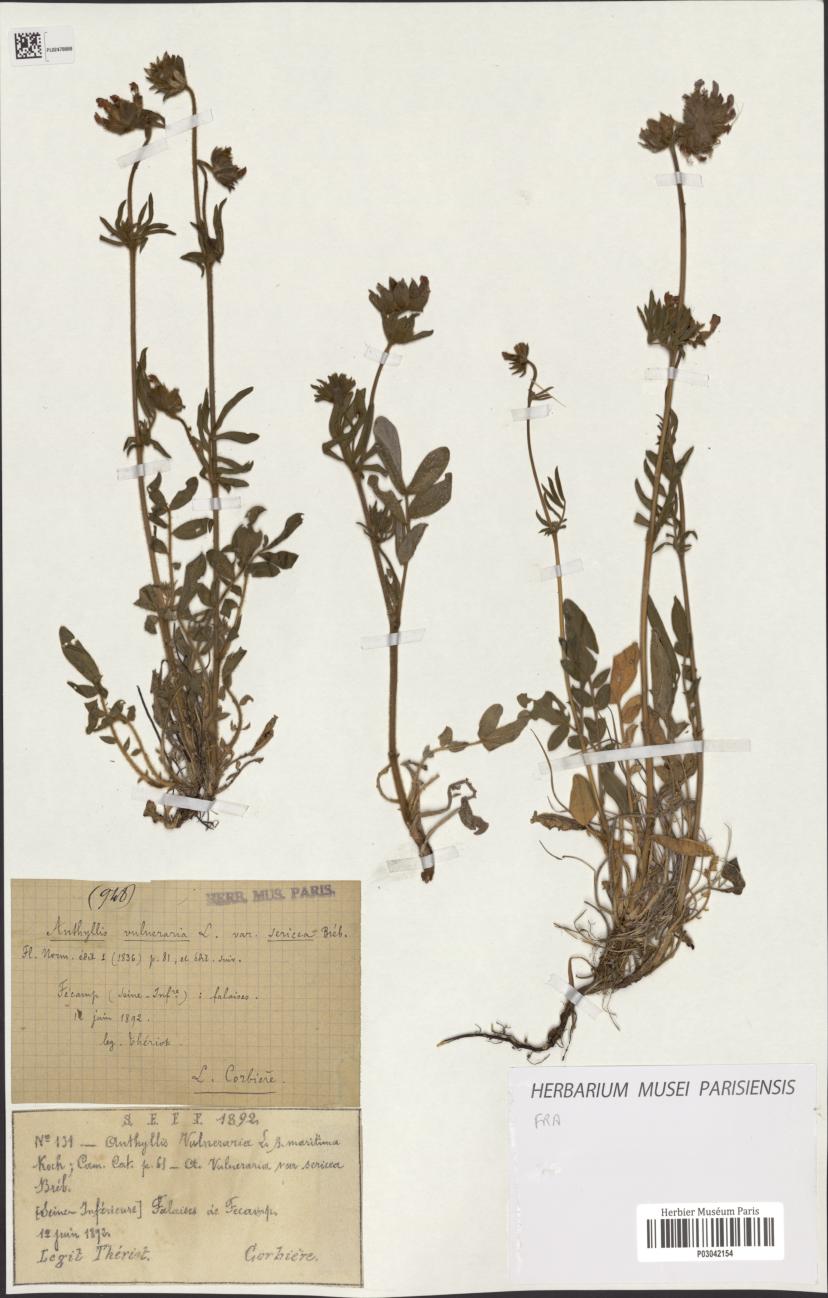 PL02470800
(948)
HERB. MUS. PARIS.
Anthyllis vulneraria L. var. sericea Bréb.
Fl. Norm. édit 1 (1836) p. 81, et édit. suiv.
Fécamp (Seine-Infre) : falaises.
juin 1892.
leg. Thériot.
L. Corbière.
S. E. F. F. 1892
No 131 — Anthyllis Vulneraria L. β. maritima
Koch ; Cam. Cat. p. 61 — A. Vulneraria var sericea
Bréb.
[Seine-Inférieure] Falaises de Fécamp.
12 juin 1892.
Legit Thériot. Corbière.
HERBARIUM MUSEI PARISIENSIS
FRA
Herbier Muséum Paris
P03042154